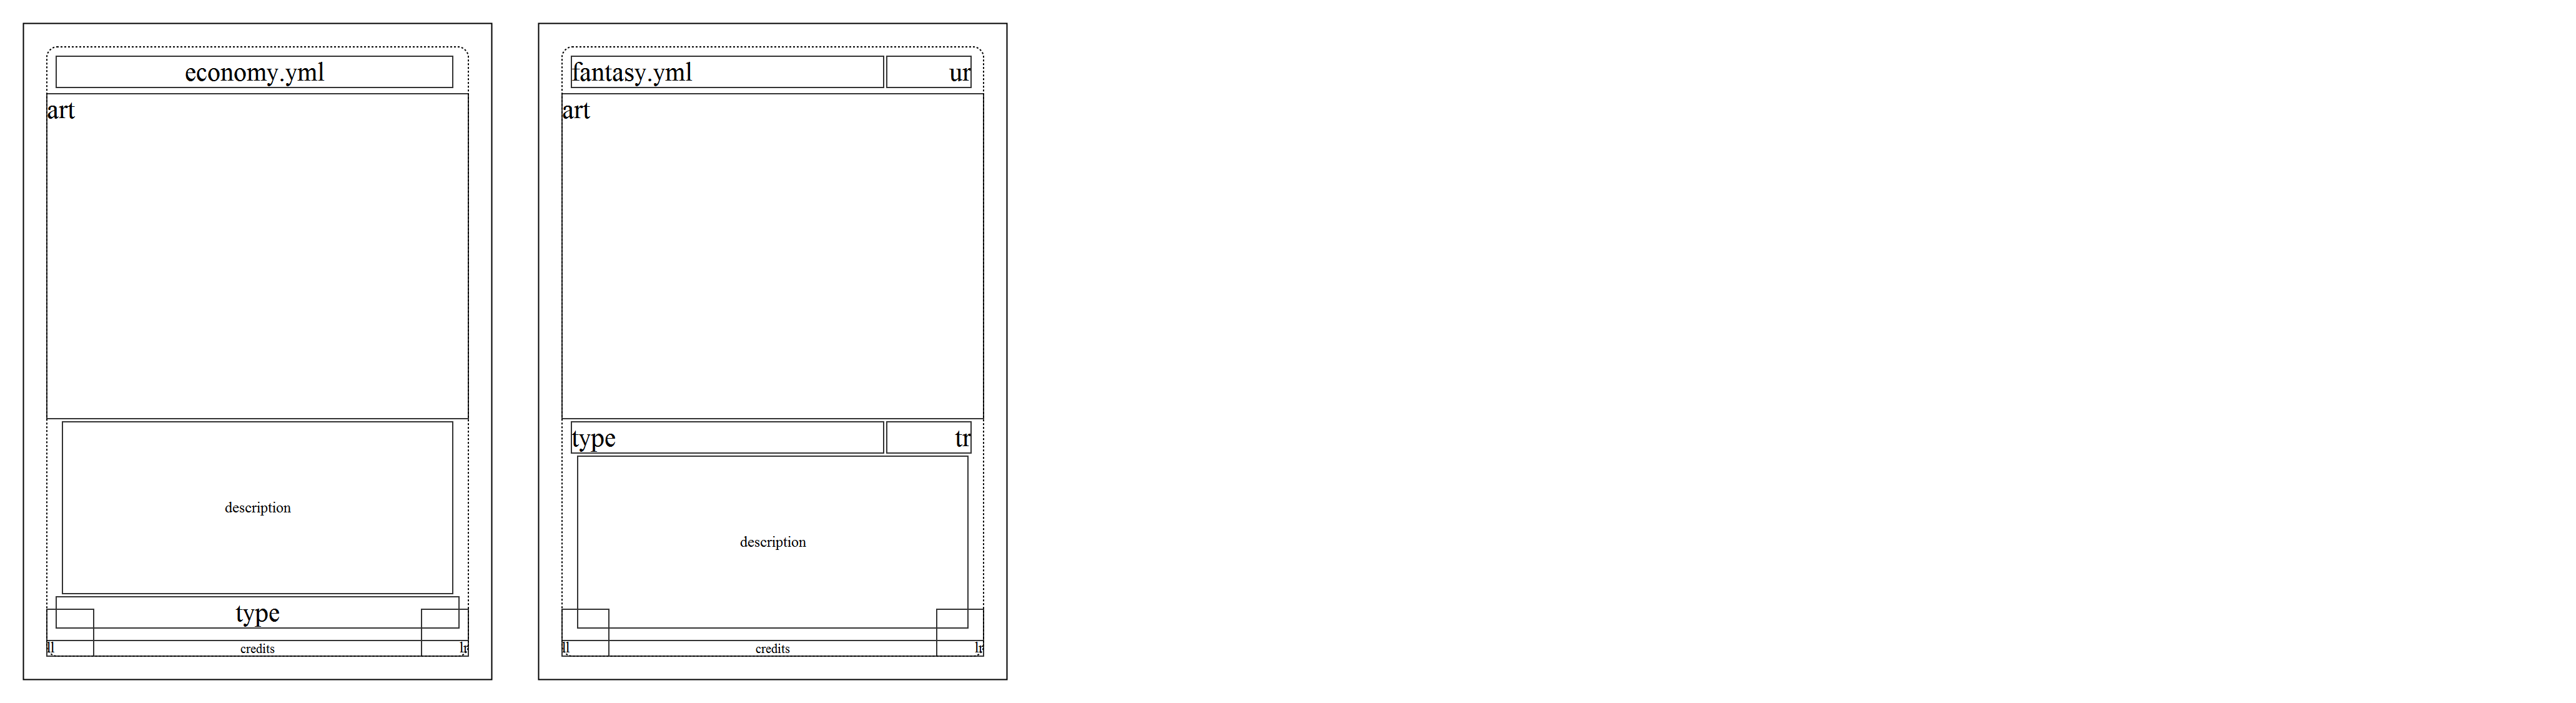 economy.yml
art
description
type
ll
credits
lr
fantasy.yml
ur
art
type
tr
description
ll
credits
lr